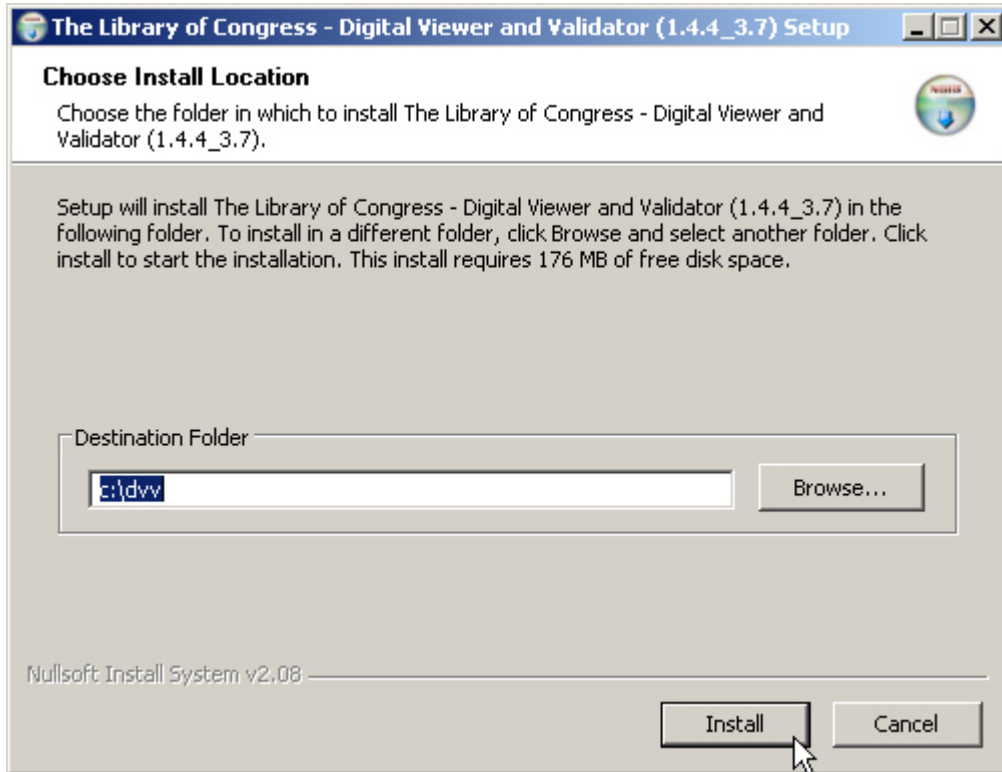 The Library of Congress - Digital Viewer and Validator (1.4.4_3.7) Setup
Choose Install Location
Choose the folder in which to install The Library of Congress - Digital Viewer and
Validator (1.4.4_3.7).
NSIS
Setup will install The Library of Congress - Digital Viewer and Validator (1.4.4_3.7) in the
following folder. To install in a different folder, click Browse and select another folder. Click
install to start the installation. This install requires 176 MB of free disk space.
Destination Folder
c:\dvv
Browse...
Nullsoft Install System v2.08
Install
Cancel